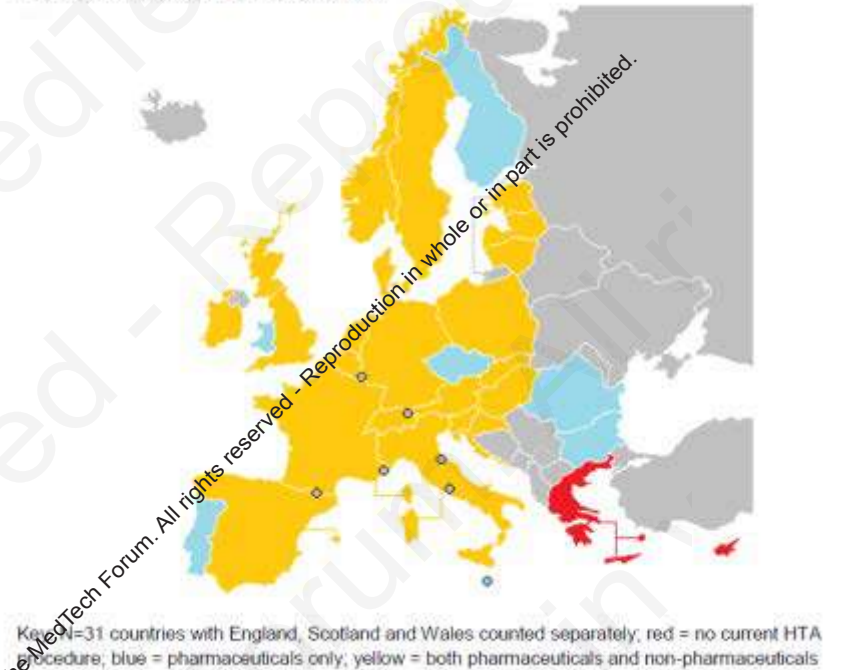 e MedTech Forum. All rights reserved - Reproduction in whole or in part is prohibited.
Key N=31 countries with England, Scotland and Wales counted separately; red = no current HTA
procedure; blue = pharmaceuticals only; yellow = both pharmaceuticals and non-pharmaceuticals